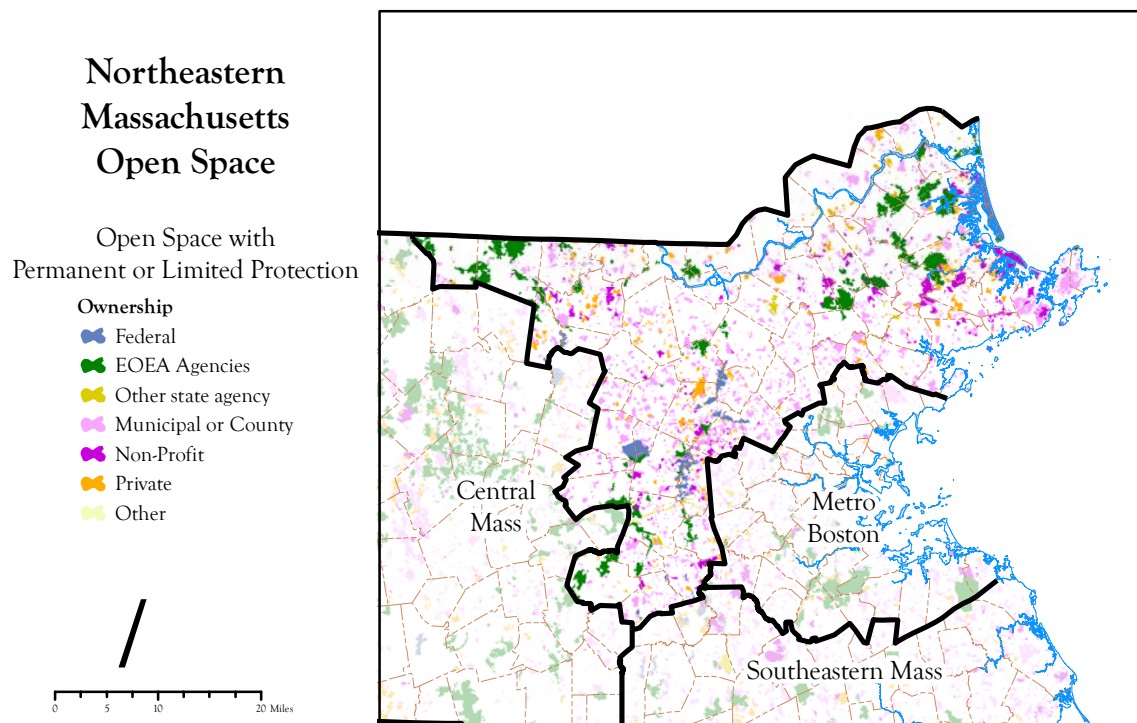 Northeastern
Massachusetts
Open Space
Open Space with
Permanent or Limited Protection
Ownership
Federal
EOEA Agencies
Other state agency
Municipal or County
Non-Profit
Private
Other
0 5 10 20 Miles
Central
Mass
Metro
Boston
Southeastern Mass